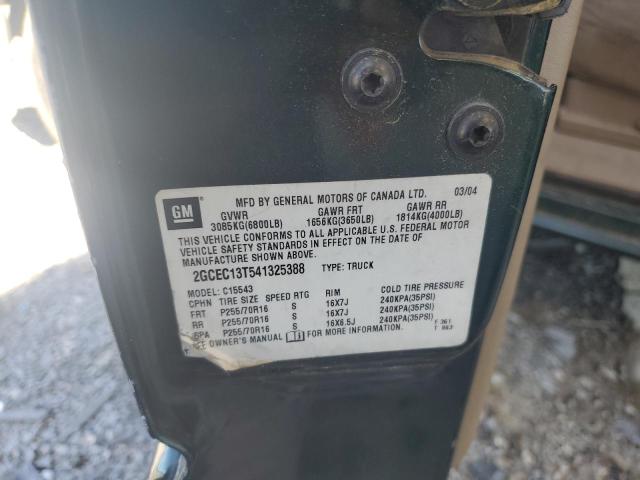 GM
MFD BY GENERAL MOTORS OF CANADA LTD. 03/04
GVWR GAWR FRT GAWR RR
3085KG(6800LB) 1656KG(3650LB) 1814KG(4000LB)
THIS VEHICLE CONFORMS TO ALL APPLICABLE U.S. FEDERAL MOTOR
VEHICLE SAFETY STANDARDS IN EFFECT ON THE DATE OF
MANUFACTURE SHOWN ABOVE.
2GCEC13T541325388 TYPE: TRUCK
MODEL: C15543
CPHN TIRE SIZE SPEED RTG RIM COLD TIRE PRESSURE
FRT P255/70R16 S 16X7J 240KPA(35PSI)
RR P255/70R16 S 16X7J 240KPA(35PSI)
SPA P255/70R16 S 16X6.5J 240KPA(35PSI)
SEE OWNER'S MANUAL FOR MORE INFORMATION.
F 361
T 863